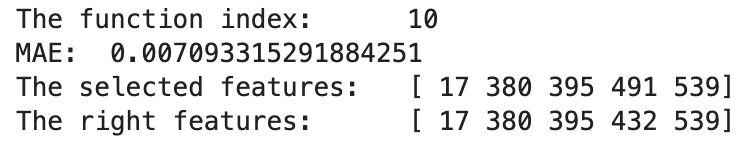 The function index: 10
MAE: 0.007093315291884251
The selected features: [ 17 380 395 491 539]
The right features: [ 17 380 395 432 539]